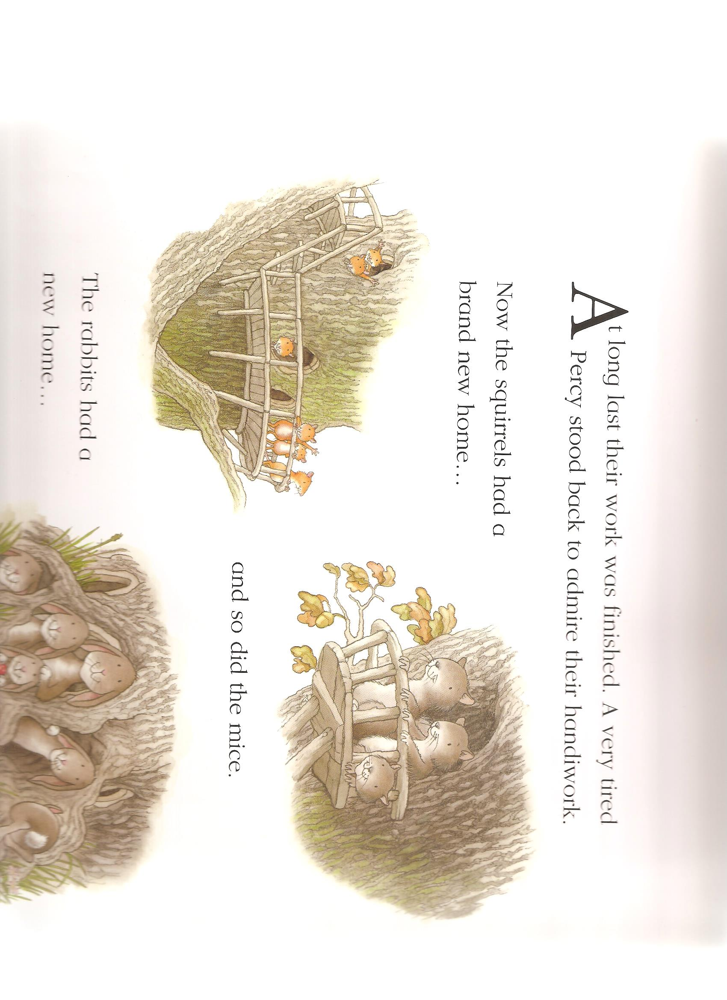 At long last their work was finished. A very tired
Percy stood back to admire their handiwork.
Now the squirrels had a
brand new home...
and so did the mice.
The rabbits had a
new home...